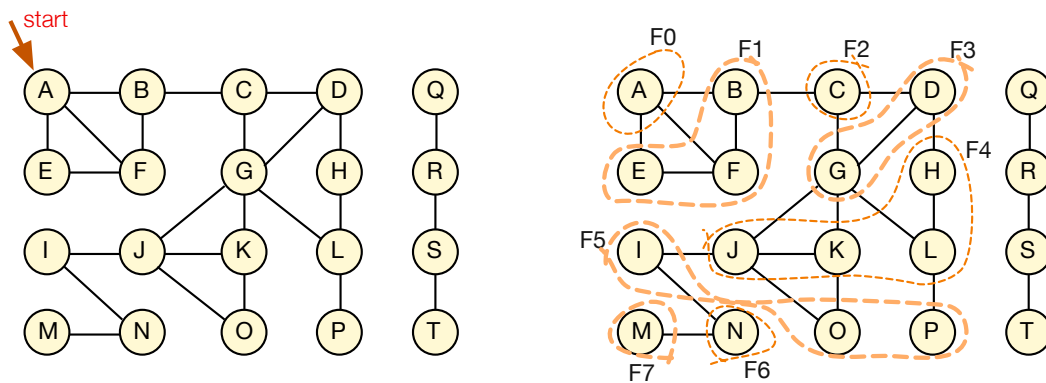 start
A B C D Q
E F G H R
I J K L S
M N O P T
F0 F1 F2 F3
A B C D Q
E F G H R
F4
F5
I J K L S
M N O P T
F7 F6